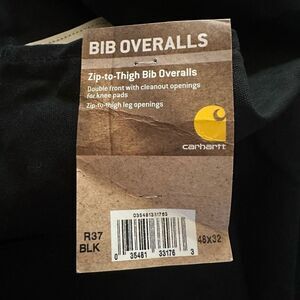 BIB OVERALLS
Zip-to-Thigh Bib Overalls
Double front with cleanout openings
for knee pads
Zip-to-thigh leg openings
carhartt
035481331763
R37
BLK
48X32
0 35481 33176 3